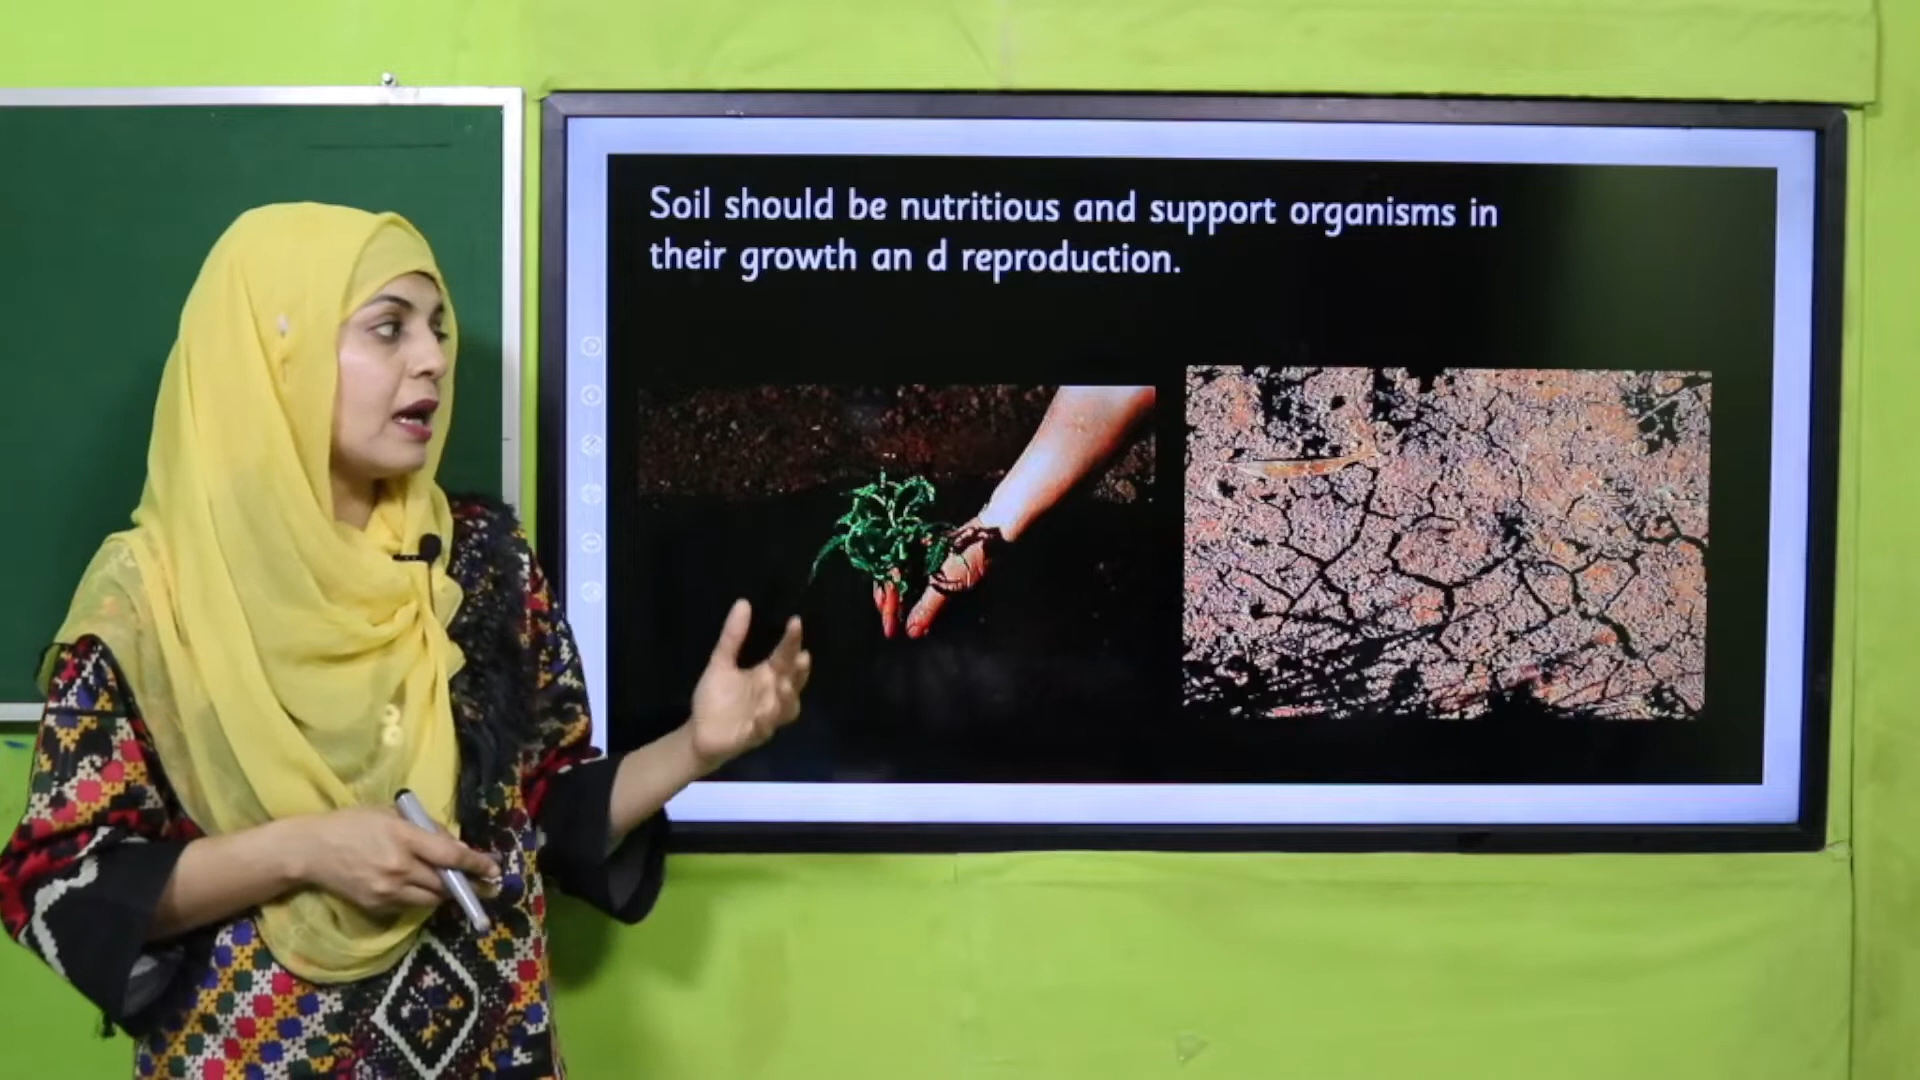 Soil should be nutritious and support organisms in
their growth an d reproduction.